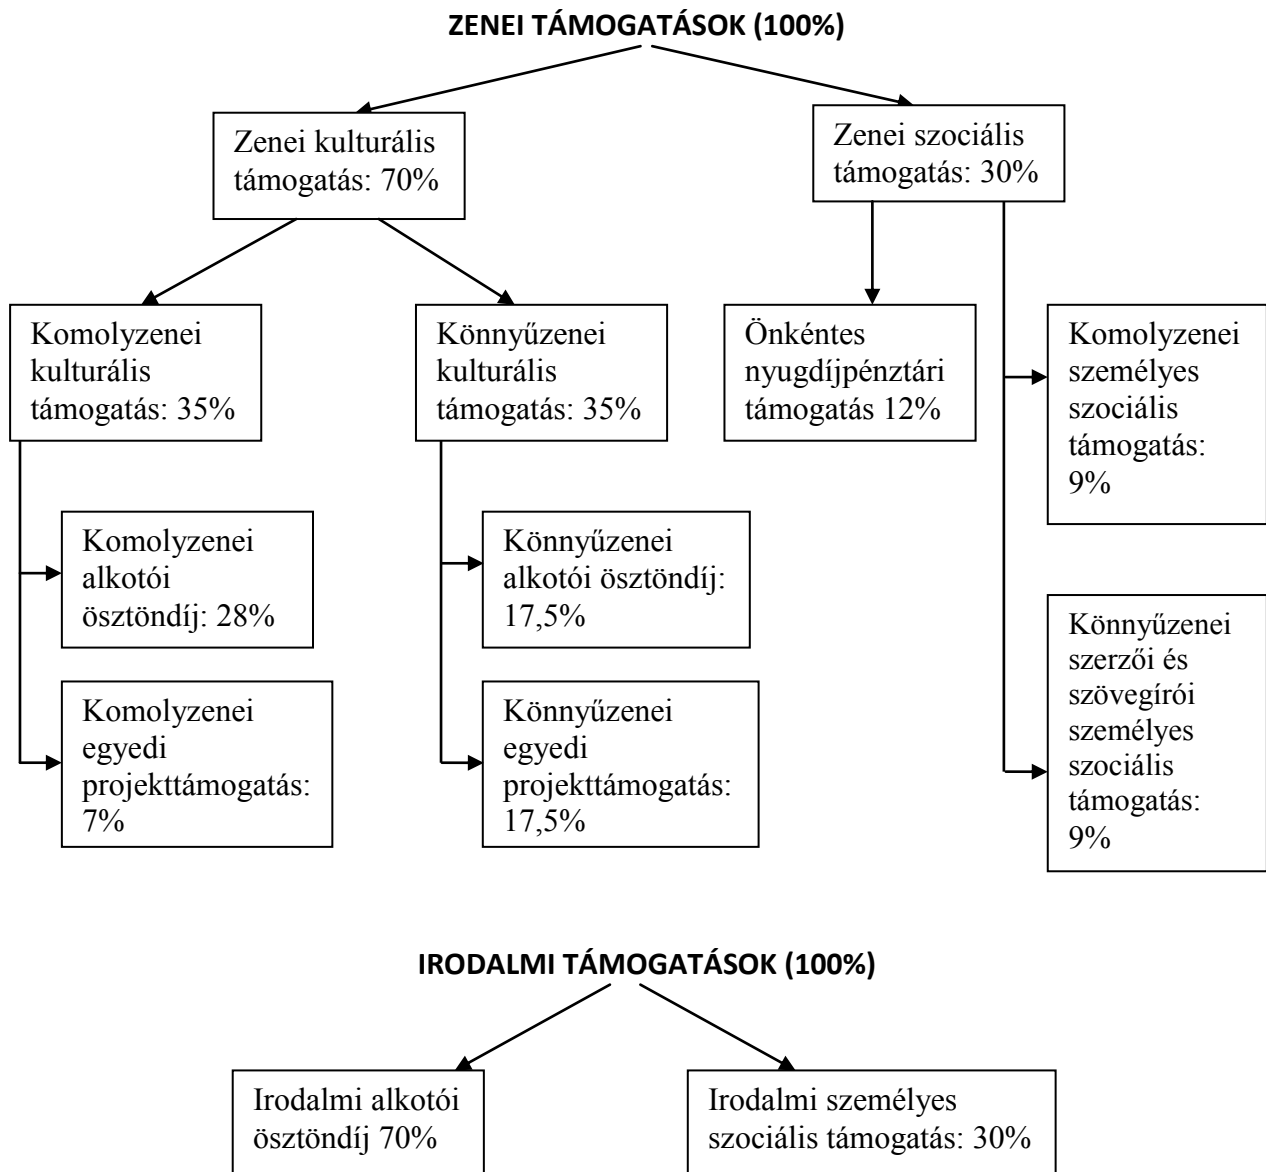 ZENEI TÁMOGATÁSOK (100%)
Zenei kulturális
támogatás: 70%
Zenei szociális
támogatás: 30%
Komolyzenei
kulturális
támogatás: 35%
Könnyűzenei
kulturális
támogatás: 35%
Önkéntes
nyugdíjpénztári
támogatás 12%
Komolyzenei
személyes
szociális
támogatás:
9%
Komolyzenei
alkotói
ösztöndíj: 28%
Könnyűzenei
alkotói ösztöndíj:
17,5%
Könnyűzenei
szerzői és
szövegírói
személyes
szociális
támogatás:
9%
Komolyzenei
egyedi
projekttámogatás:
7%
Könnyűzenei
egyedi
projekttámogatás:
17,5%
IRODALMI TÁMOGATÁSOK (100%)
Irodalmi alkotói
ösztöndíj 70%
Irodalmi személyes
szociális támogatás: 30%